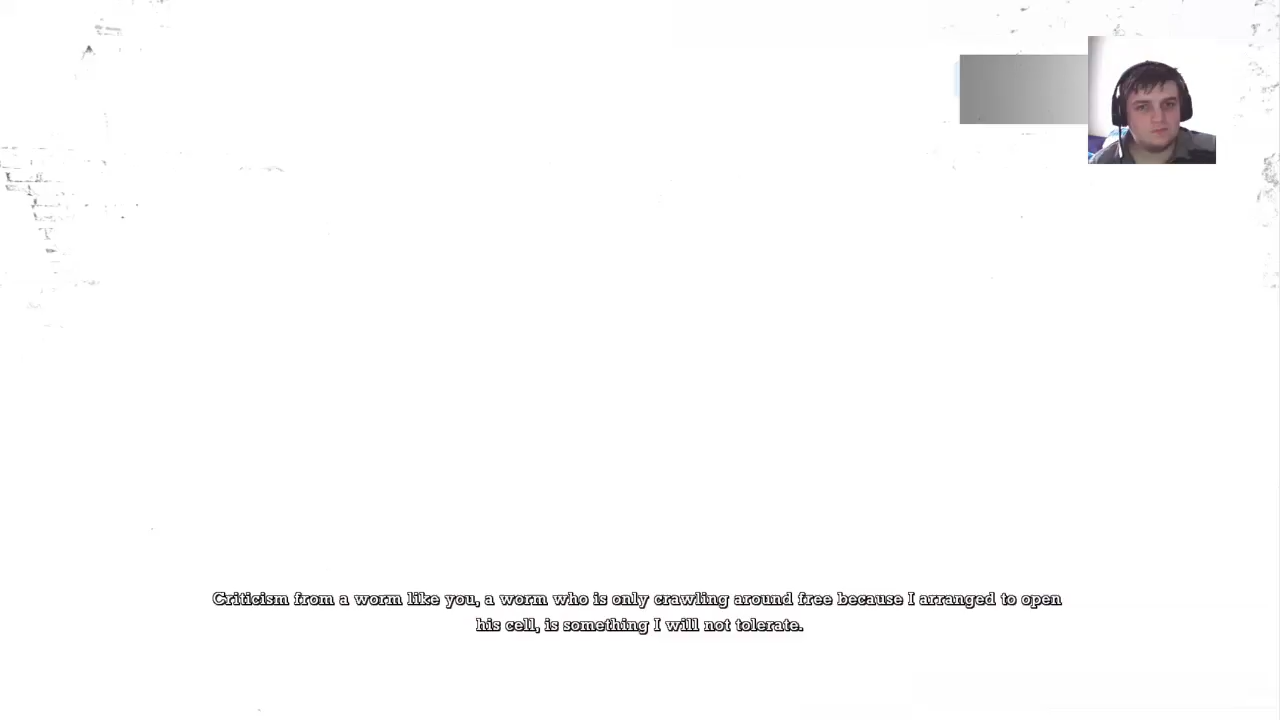 Criticism from a worm like you, a worm who is only crawling around free because I arranged to open
his cell, is something I will not tolerate.